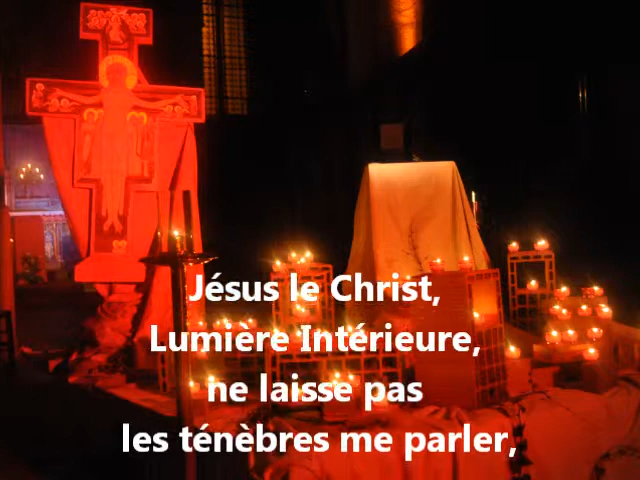 Jésus le Christ,
Lumière Intérieure,
ne laisse pas
les ténèbres me parler,